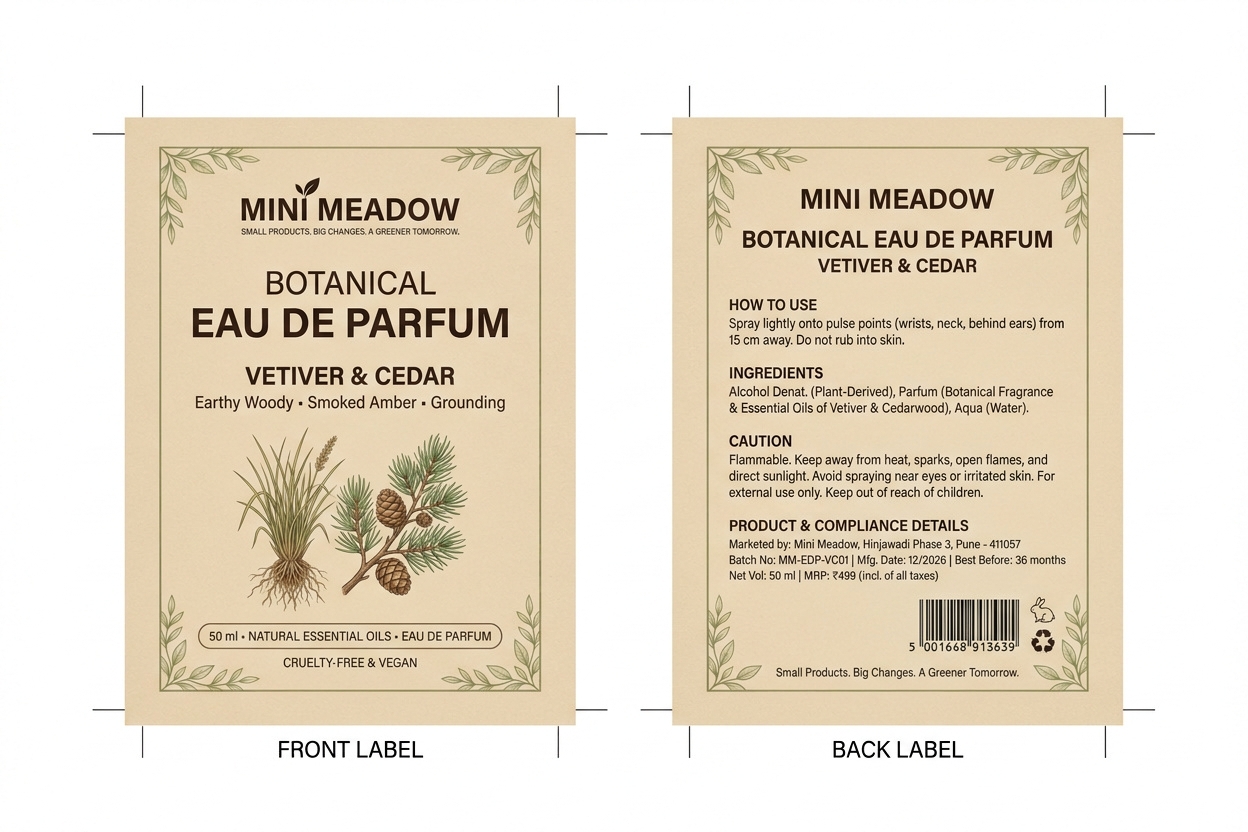 MINI MEADOW
SMALL PRODUCTS. BIG CHANGES. A GREENER TOMORROW.
BOTANICAL
EAU DE PARFUM
VETIVER & CEDAR
Earthy Woody • Smoked Amber • Grounding
50 ml • NATURAL ESSENTIAL OILS • EAU DE PARFUM
CRUELTY-FREE & VEGAN
FRONT LABEL
MINI MEADOW
BOTANICAL EAU DE PARFUM
VETIVER & CEDAR
HOW TO USE
Spray lightly onto pulse points (wrists, neck, behind ears) from
15 cm away. Do not rub into skin.
INGREDIENTS
Alcohol Denat. (Plant-Derived), Parfum (Botanical Fragrance
& Essential Oils of Vetiver & Cedarwood), Aqua (Water).
CAUTION
Flammable. Keep away from heat, sparks, open flames, and
direct sunlight. Avoid spraying near eyes or irritated skin. For
external use only. Keep out of reach of children.
PRODUCT & COMPLIANCE DETAILS
Marketed by: Mini Meadow, Hinjawadi Phase 3, Pune - 411057
Batch No: MM-EDP-VC01 | Mfg. Date: 12/2026 | Best Before: 36 months
Net Vol: 50 ml | MRP: ₹499 (incl. of all taxes)
5 001668 913639
Small Products. Big Changes. A Greener Tomorrow.
BACK LABEL